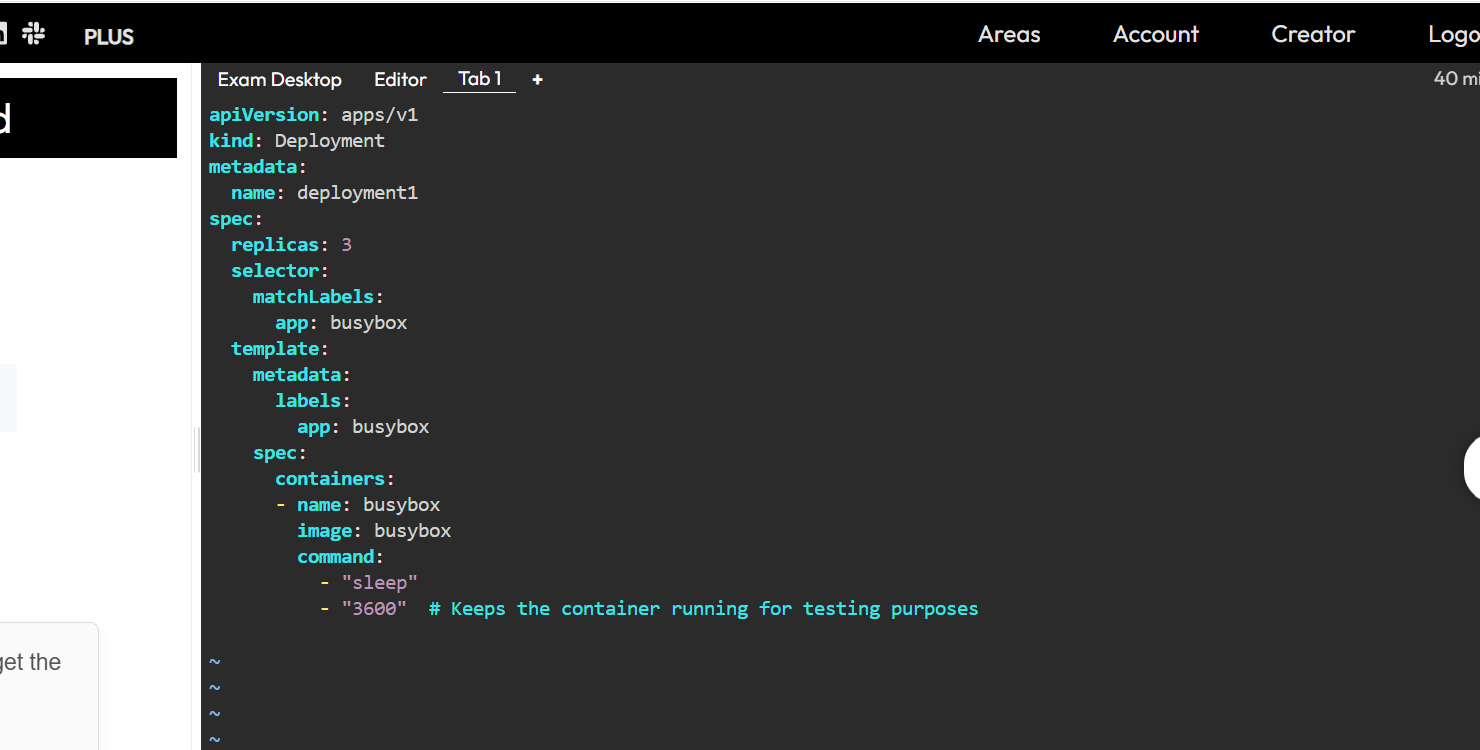 PLUS
Areas
Account
Creator
Logo
Exam Desktop
Editor
Tab 1
+
40 mi
d
get the
apiVersion: apps/v1
kind: Deployment
metadata:
  name: deployment1
spec:
  replicas: 3
  selector:
    matchLabels:
      app: busybox
  template:
    metadata:
      labels:
        app: busybox
    spec:
      containers:
      - name: busybox
        image: busybox
        command:
          - "sleep"
          - "3600"  # Keeps the container running for testing purposes
~
~
~
~